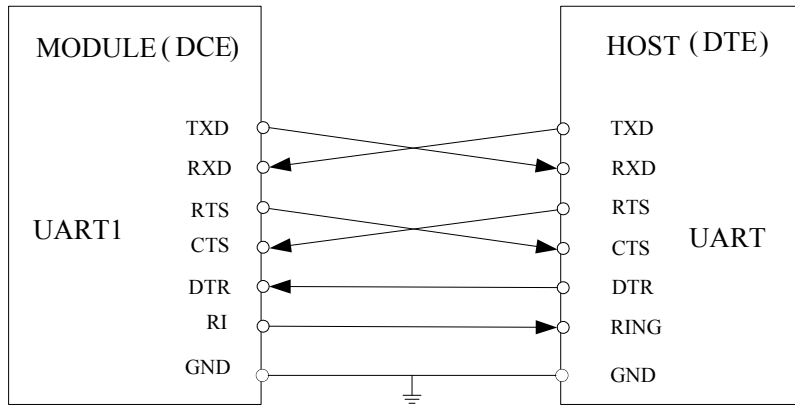 MODULE (DCE)
HOST (DTE)
TXD
TXD
RXD
RXD
RTS
RTS
UART1
UART
CTS
CTS
DTR
DTR
RI
RING
GND
GND